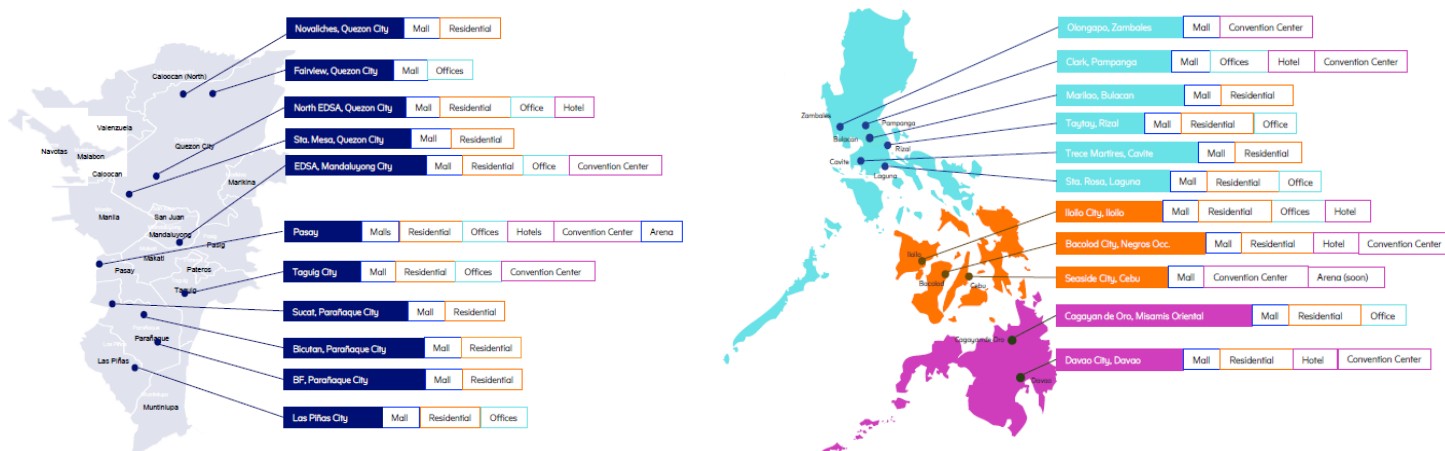 Novaliches, Quezon City Mall Residential
Fairview, Quezon City Mall Offices
North EDSA, Quezon City Mall Residential Office Hotel
Sta. Mesa, Quezon City Mall Residential
EDSA, Mandaluyong City Mall Residential Office Convention Center
Pasay Malls Residential Offices Hotels Convention Center Arena
Taguig City Mall Residential Offices Convention Center
Sucat, Parañaque City Mall Residential
Bicutan, Parañaque City Mall Residential
BF, Parañaque City Mall Residential
Las Piñas City Mall Residential Offices
Caloocan (North)
Valenzuela
Quezon City
Navotas
Malabon
Caloocan
Marikina
Manila
San Juan
Mandaluyong
Pasig
Makati
Pasay
Pateros
Taguig
Parañaque
Las Piñas
Muntinlupa
Olongapo, Zambales Mall Convention Center
Clark, Pampanga Mall Offices Hotel Convention Center
Marilao, Bulacan Mall Residential
Taytay, Rizal Mall Residential Office
Trece Martires, Cavite Mall Residential
Sta. Rosa, Laguna Mall Residential Office
Iloilo City, Iloilo Mall Residential Offices Hotel
Bacolod City, Negros Occ. Mall Residential Hotel Convention Center
Seaside City, Cebu Mall Convention Center Arena (soon)
Cagayan de Oro, Misamis Oriental Mall Residential Office
Davao City, Davao Mall Residential Hotel Convention Center
Zambales
Pampanga
Bulacan
Rizal
Cavite
Laguna
Iloilo
Bacolod
Cebu
Cagayan de Oro
Davao